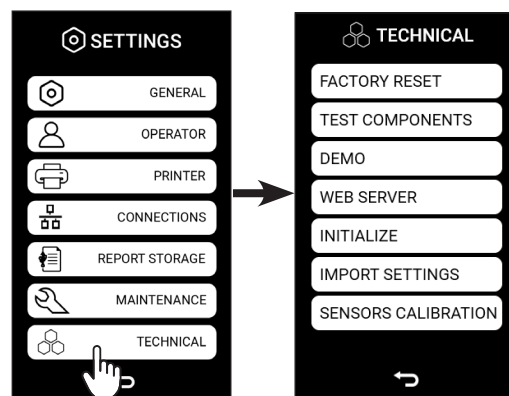 SETTINGS
GENERAL
OPERATOR
PRINTER
CONNECTIONS
REPORT STORAGE
MAINTENANCE
TECHNICAL
TECHNICAL
FACTORY RESET
TEST COMPONENTS
DEMO
WEB SERVER
INITIALIZE
IMPORT SETTINGS
SENSORS CALIBRATION